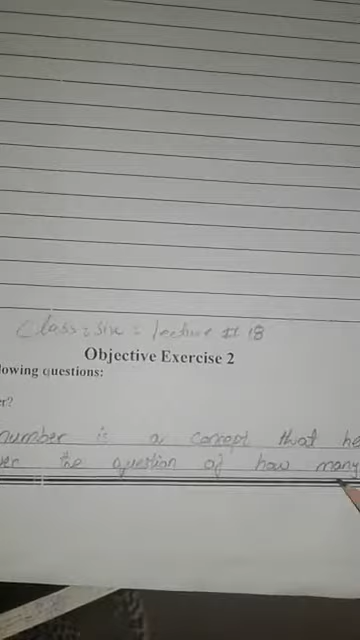 Class = six = lecture # 18
Objective Exercise 2
lowing questions:
er?
number is a concept that he
er the question of how many